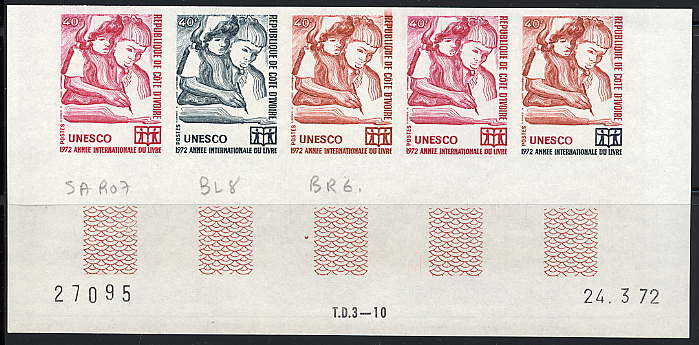 40F 40F 40F 40F 40F
REPUBLIQUE DE COTE D'IVOIRE REPUBLIQUE DE COTE D'IVOIRE REPUBLIQUE DE COTE D'IVOIRE REPUBLIQUE DE COTE D'IVOIRE REPUBLIQUE DE COTE D'IVOIRE
POSTES POSTES POSTES POSTES POSTES
UNESCO UNESCO UNESCO UNESCO UNESCO
1972 ANNEE INTERNATIONALE DU LIVRE 1972 ANNEE INTERNATIONALE DU LIVRE 1972 ANNEE INTERNATIONALE DU LIVRE 1972 ANNEE INTERNATIONALE DU LIVRE 1972 ANNEE INTERNATIONALE DU LIVRE
SAR07 BL8 BR6.
27095 T.D.3—10 24.3 72